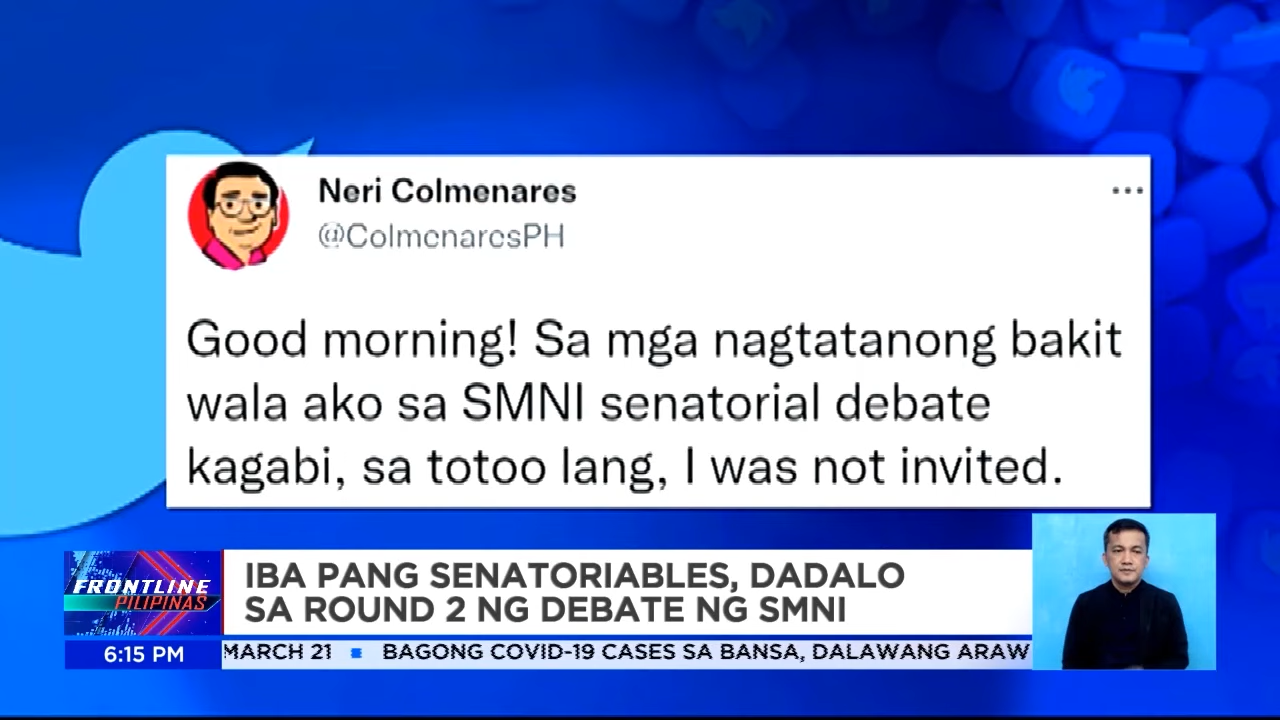 Neri Colmenares
@ColmenaresPH
Good morning! Sa mga nagtatanong bakit
wala ako sa SMNI senatorial debate
kagabi, sa totoo lang, I was not invited.
FRONTLINE
PILIPINAS
IBA PANG SENATORIABLES, DADALO
SA ROUND 2 NG DEBATE NG SMNI
6:15 PM
MARCH 21 ▪ BAGONG COVID-19 CASES SA BANSA, DALAWANG ARAW